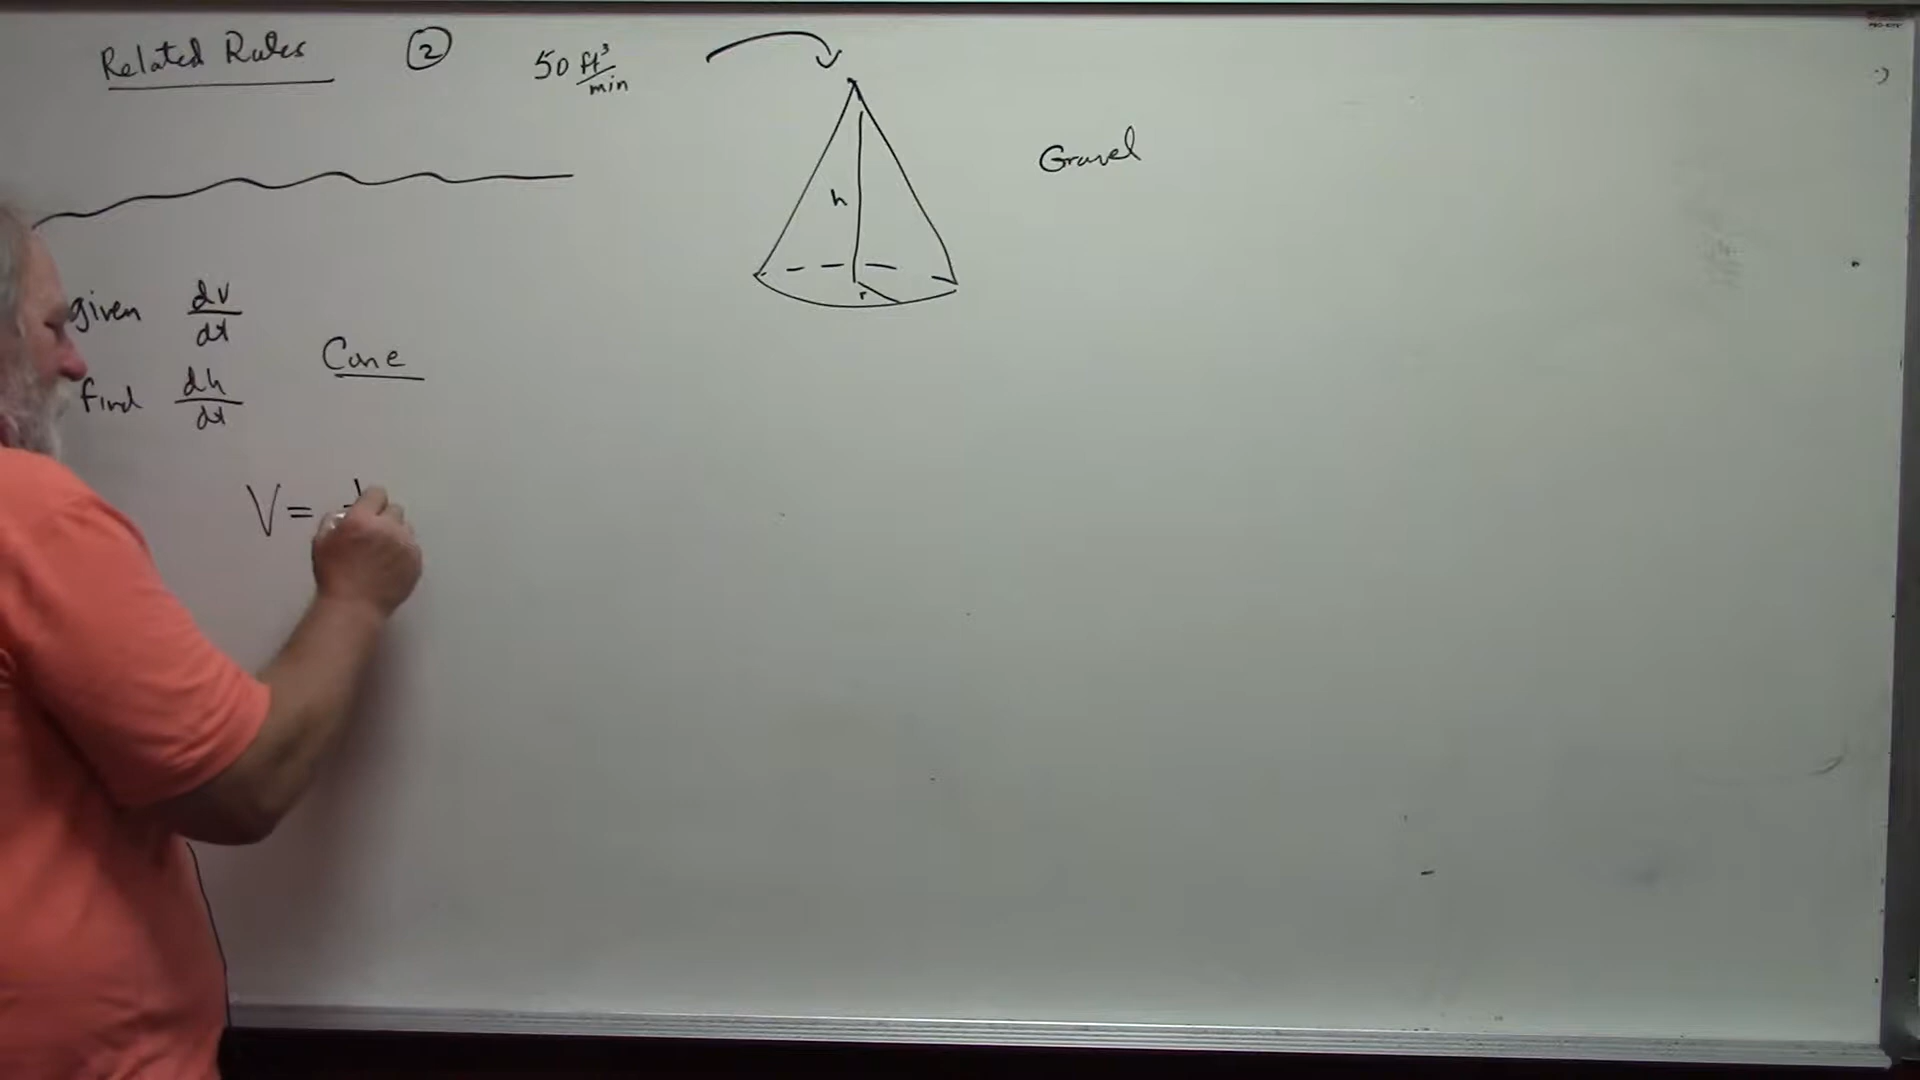 Related Rates ② 50 ft³/min
h
Gravel
r
given dv/dt
Cone
Find dh/dt
V =